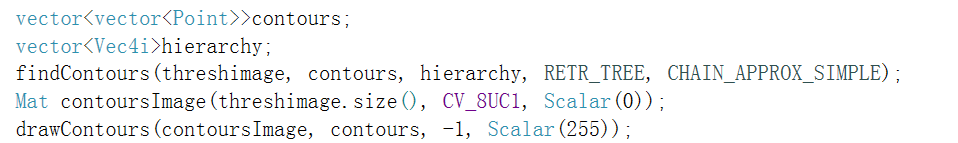 vector<vector<Point>>contours;
vector<Vec4i>hierarchy;
findContours(threshimage, contours, hierarchy, RETR_TREE, CHAIN_APPROX_SIMPLE);
Mat contoursImage(threshimage.size(), CV_8UC1, Scalar(0));
drawContours(contoursImage, contours, -1, Scalar(255));